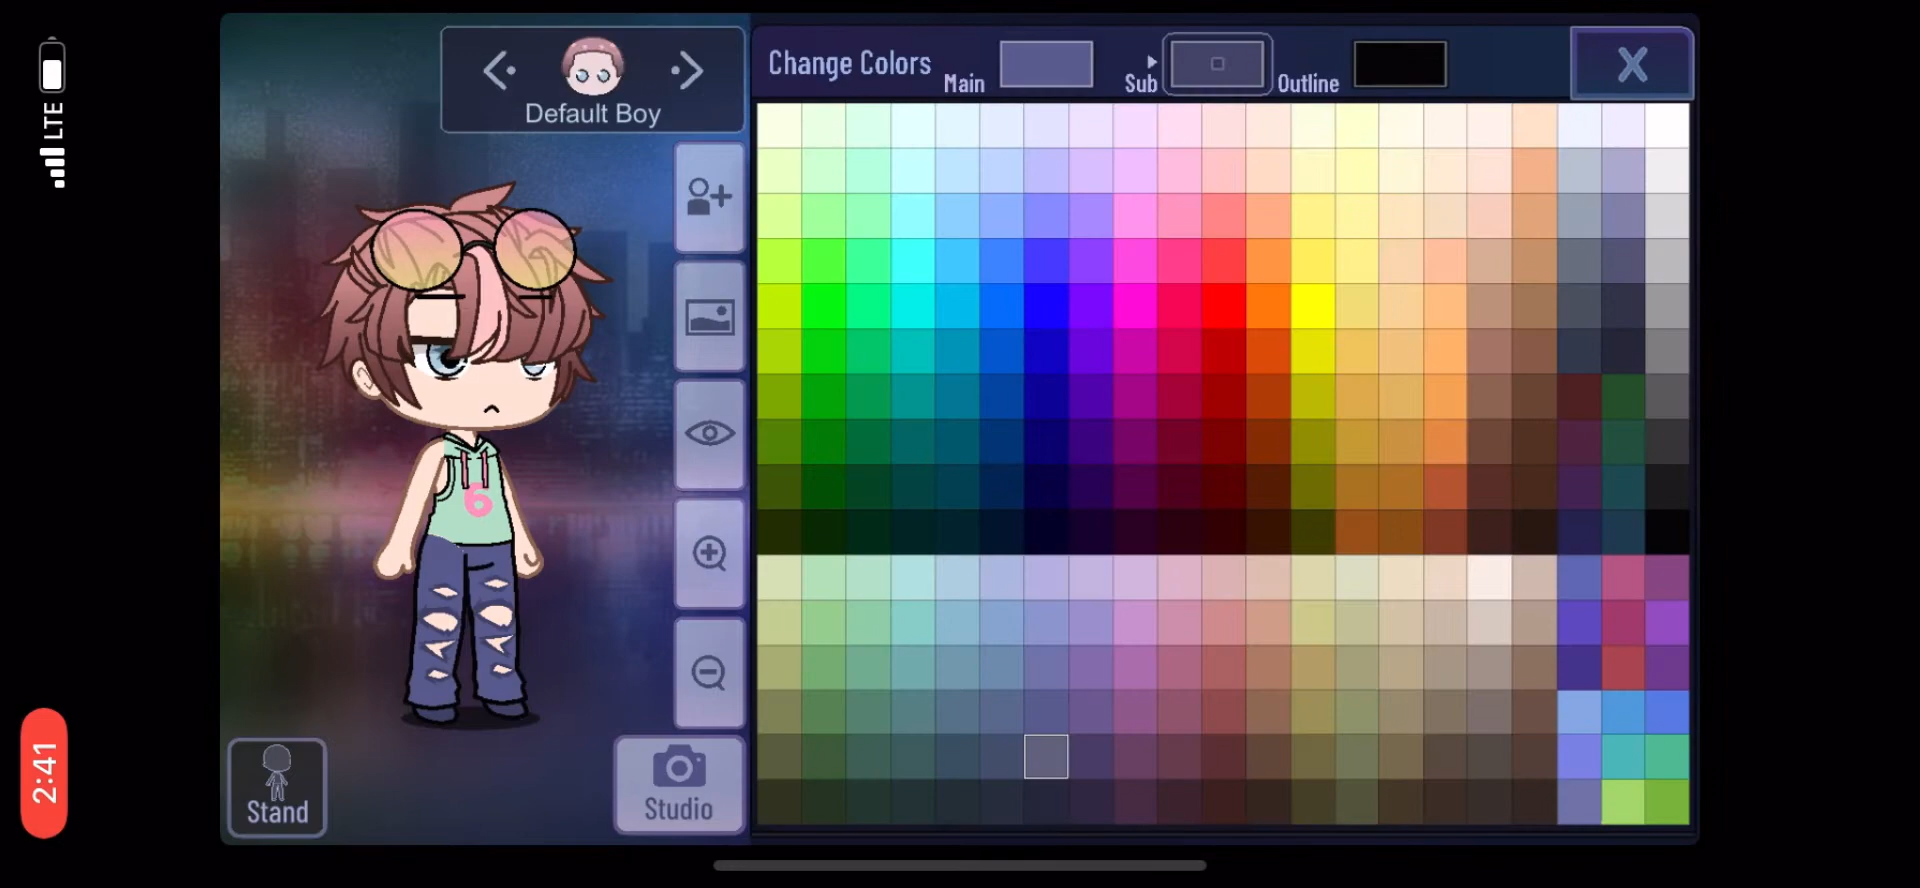 LTE
2:41
Default Boy
Change Colors
Main
Sub
Outline
X
6
Stand
Studio